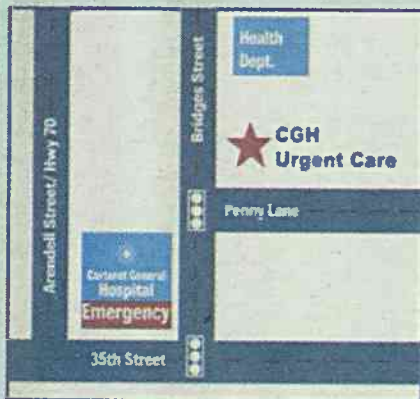 Health
Dept.
Bridges Street
CGH
Urgent Care
Arendell Street/ Hwy 70
Penny Lane
Carteret General
Hospital
Emergency
35th Street